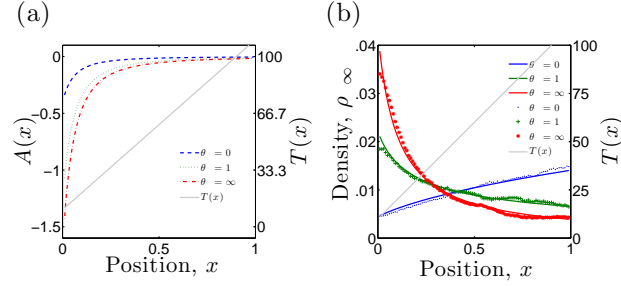 (a)
0
−0.5
−1
−1.5
A(x)
100
66.7
33.3
0
T(x)
θ = 0
θ = 1
θ = ∞
T(x)
0
0.5
1
Position, x
(b)
.04
.03
.02
.01
.0
Density, ρ∞
100
75
50
25
0
T(x)
θ = 0
θ = 1
θ = ∞
θ = 0
θ = 1
θ = ∞
T(x)
0
0.5
1
Position, x